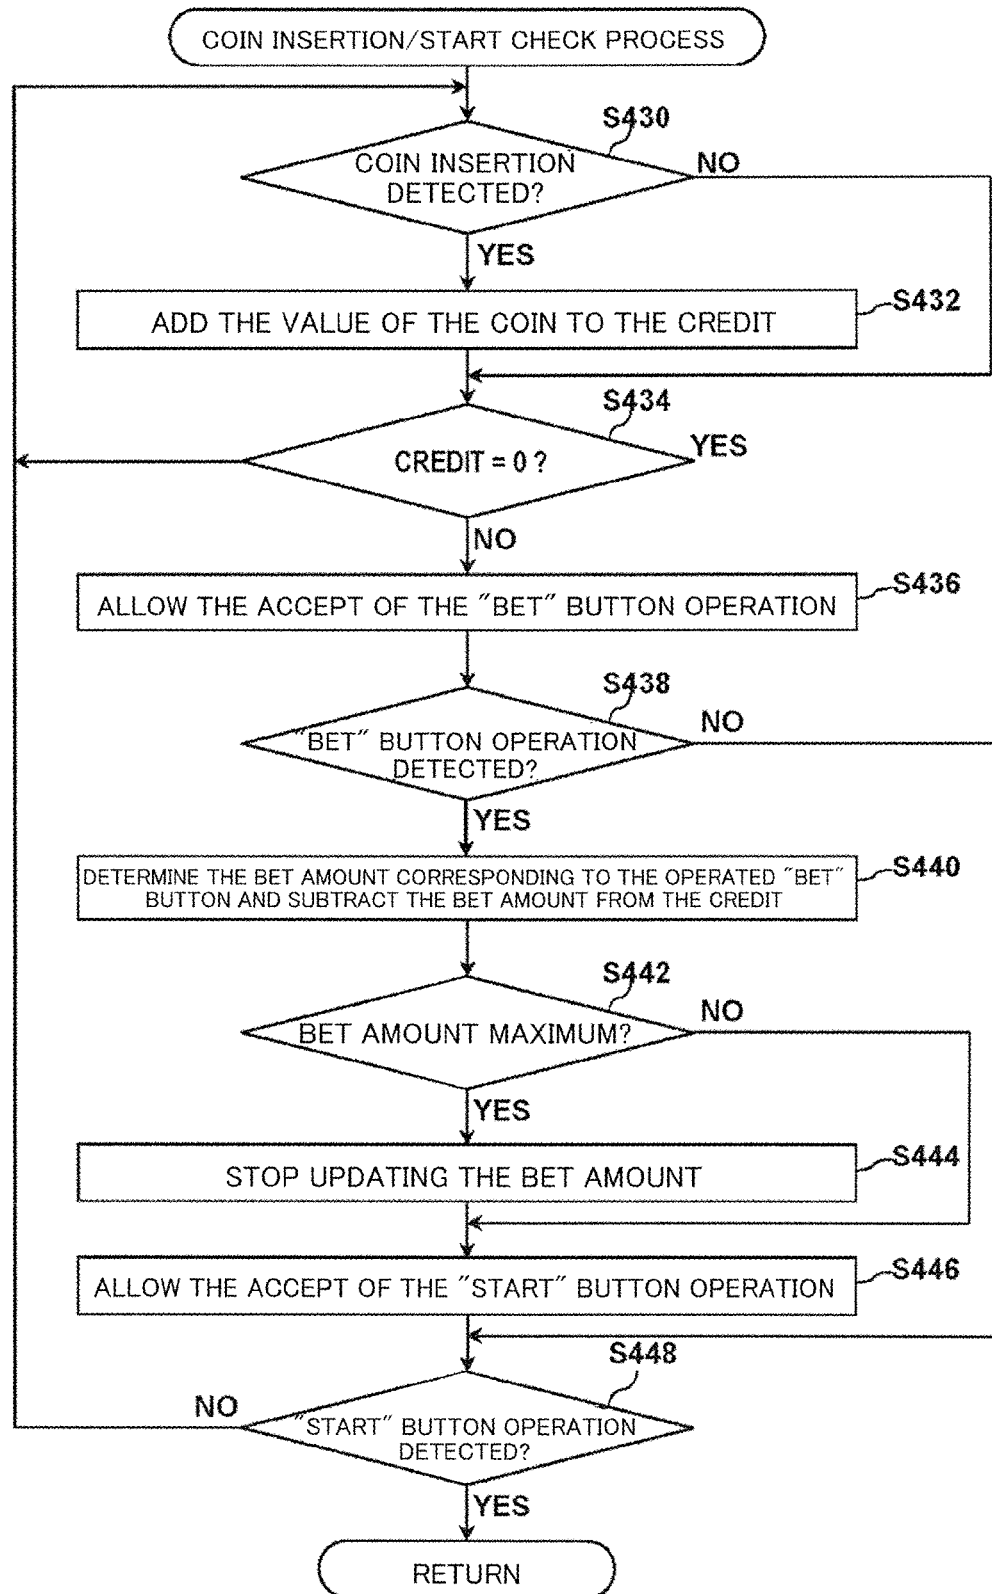 COIN INSERTION/START CHECK PROCESS
S430
COIN INSERTION
DETECTED?
NO
YES
ADD THE VALUE OF THE COIN TO THE CREDIT
S432
S434
CREDIT = 0 ?
YES
NO
ALLOW THE ACCEPT OF THE "BET" BUTTON OPERATION
S436
S438
"BET" BUTTON OPERATION
DETECTED?
NO
YES
DETERMINE THE BET AMOUNT CORRESPONDING TO THE OPERATED "BET"
BUTTON AND SUBTRACT THE BET AMOUNT FROM THE CREDIT
S440
S442
BET AMOUNT MAXIMUM?
NO
YES
STOP UPDATING THE BET AMOUNT
S444
ALLOW THE ACCEPT OF THE "START" BUTTON OPERATION
S446
S448
NO
"START" BUTTON OPERATION
DETECTED?
YES
RETURN